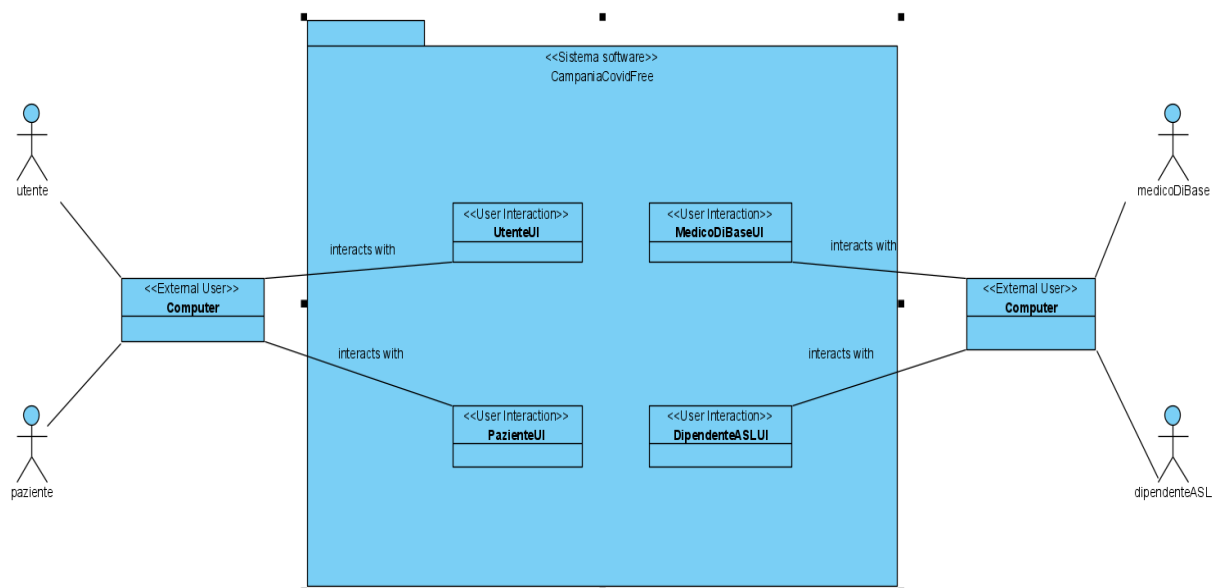 <<Sistema software>>
CampaniaCovidFree
utente
medicoDiBase
<<User Interaction>>
UtenteUI
<<User Interaction>>
MedicoDiBaseUI
interacts with
interacts with
<<External User>>
Computer
<<External User>>
Computer
interacts with
interacts with
<<User Interaction>>
PazienteUI
<<User Interaction>>
DipendenteASLUI
paziente
dipendenteASL